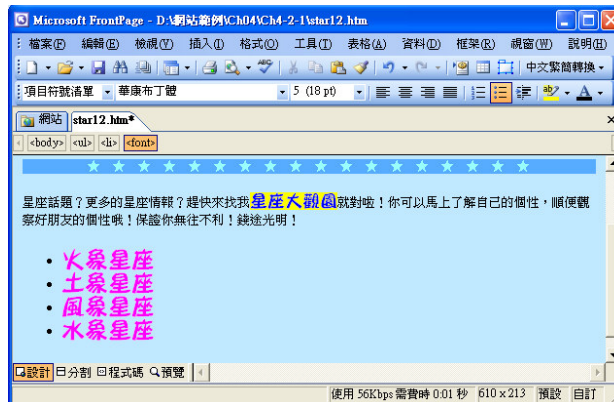 Microsoft FrontPage - D:\網站範例\Ch04\Ch4-2-1\star12.htm
檔案(F) 編輯(E) 檢視(V) 插入(I) 格式(O) 工具(T) 表格(A) 資料(D) 框架(R) 視窗(W) 說明(H)
中文繁簡轉換
項目符號清單 華康布丁體 5 (18 pt)
網站 star12.htm*
<body> <ul> <li> <font>
星座話題？更多的星座情報？趕快來找我星座大觀園就對啦！你可以馬上了解自己的個性，順便觀
察好朋友的個性哦！保證你無往不利！錢途光明！
• 火象星座
• 土象星座
• 風象星座
• 水象星座
設計 分割 程式碼 預覽
使用 56Kbps 需費時 0:01 秒 610 x 213 預設 自訂